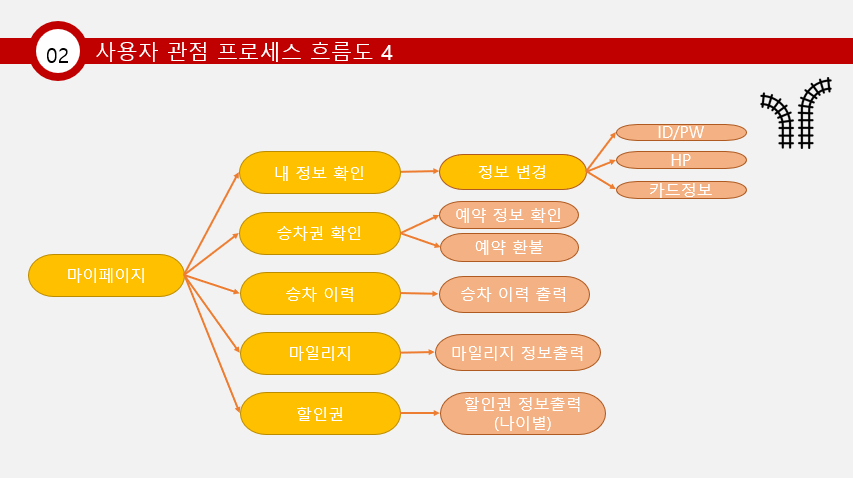 02
사용자 관점 프로세스 흐름도 4
마이페이지
내 정보 확인
정보 변경
ID/PW
HP
카드정보
승차권 확인
예약 정보 확인
예약 환불
승차 이력
승차 이력 출력
마일리지
마일리지 정보출력
할인권
할인권 정보출력
(나이별)